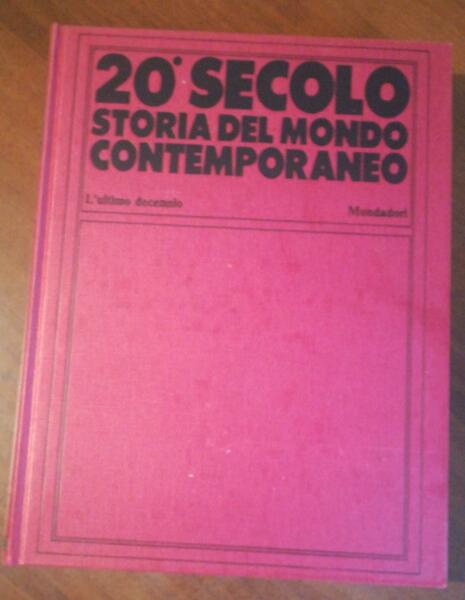 20° SECOLO
STORIA DEL MONDO
CONTEMPORANEO
L'ultimo decennio Mondadori